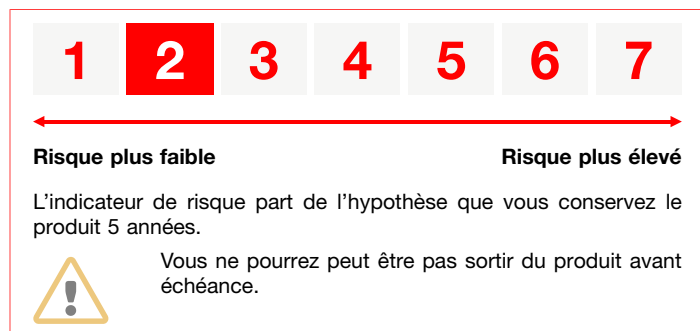 1 2 3 4 5 6 7
Risque plus faible Risque plus élevé
L'indicateur de risque part de l'hypothèse que vous conservez le
produit 5 années.
Vous ne pourrez peut être pas sortir du produit avant
échéance.